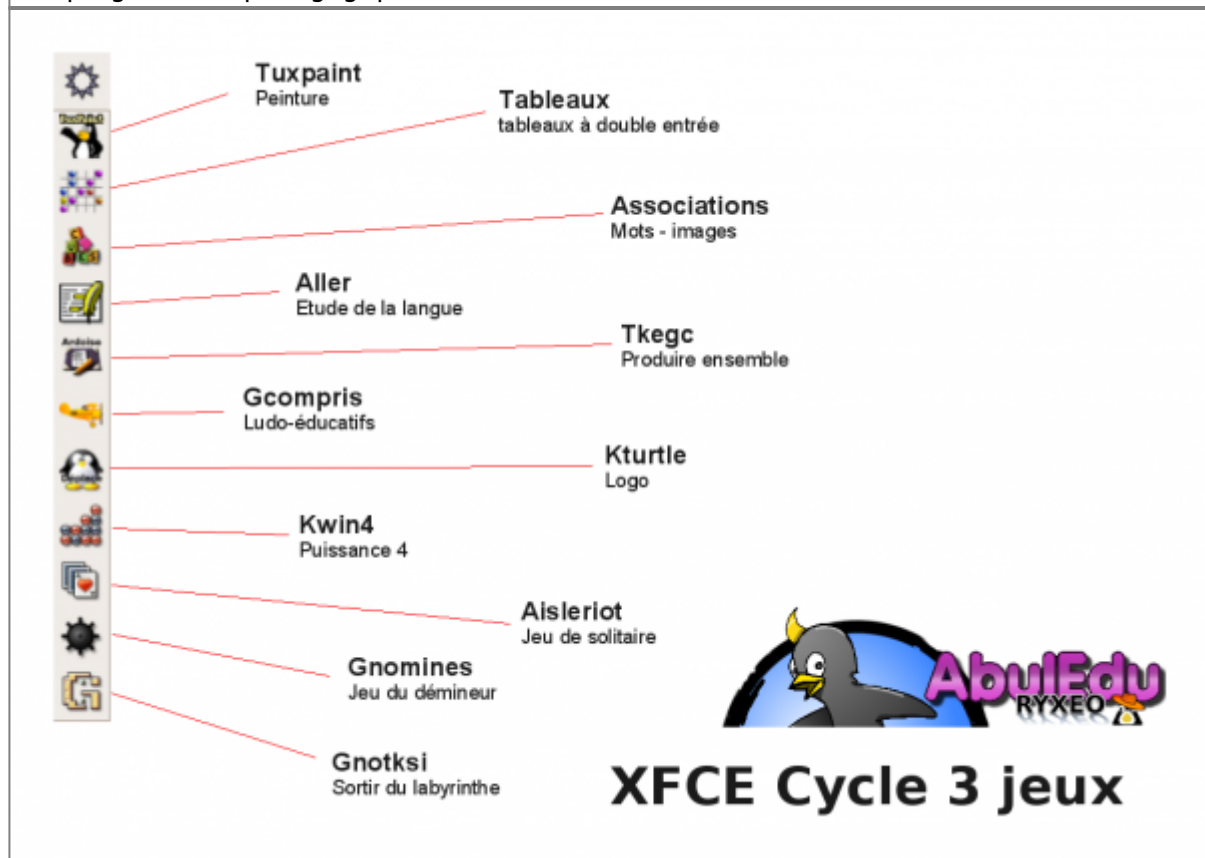 Tuxpaint
Peinture
Tableaux
tableaux à double entrée
Associations
Mots - images
Aller
Etude de la langue
Ardoise
Tkegc
Produire ensemble
Gcompris
Ludo-éducatifs
Kturtle
Logo
Kwin4
Puissance 4
Aisleriot
Jeu de solitaire
Gnomines
Jeu du démineur
Gnotksi
Sortir du labyrinthe
AbulEdu
RYXEO
XFCE Cycle 3 jeux